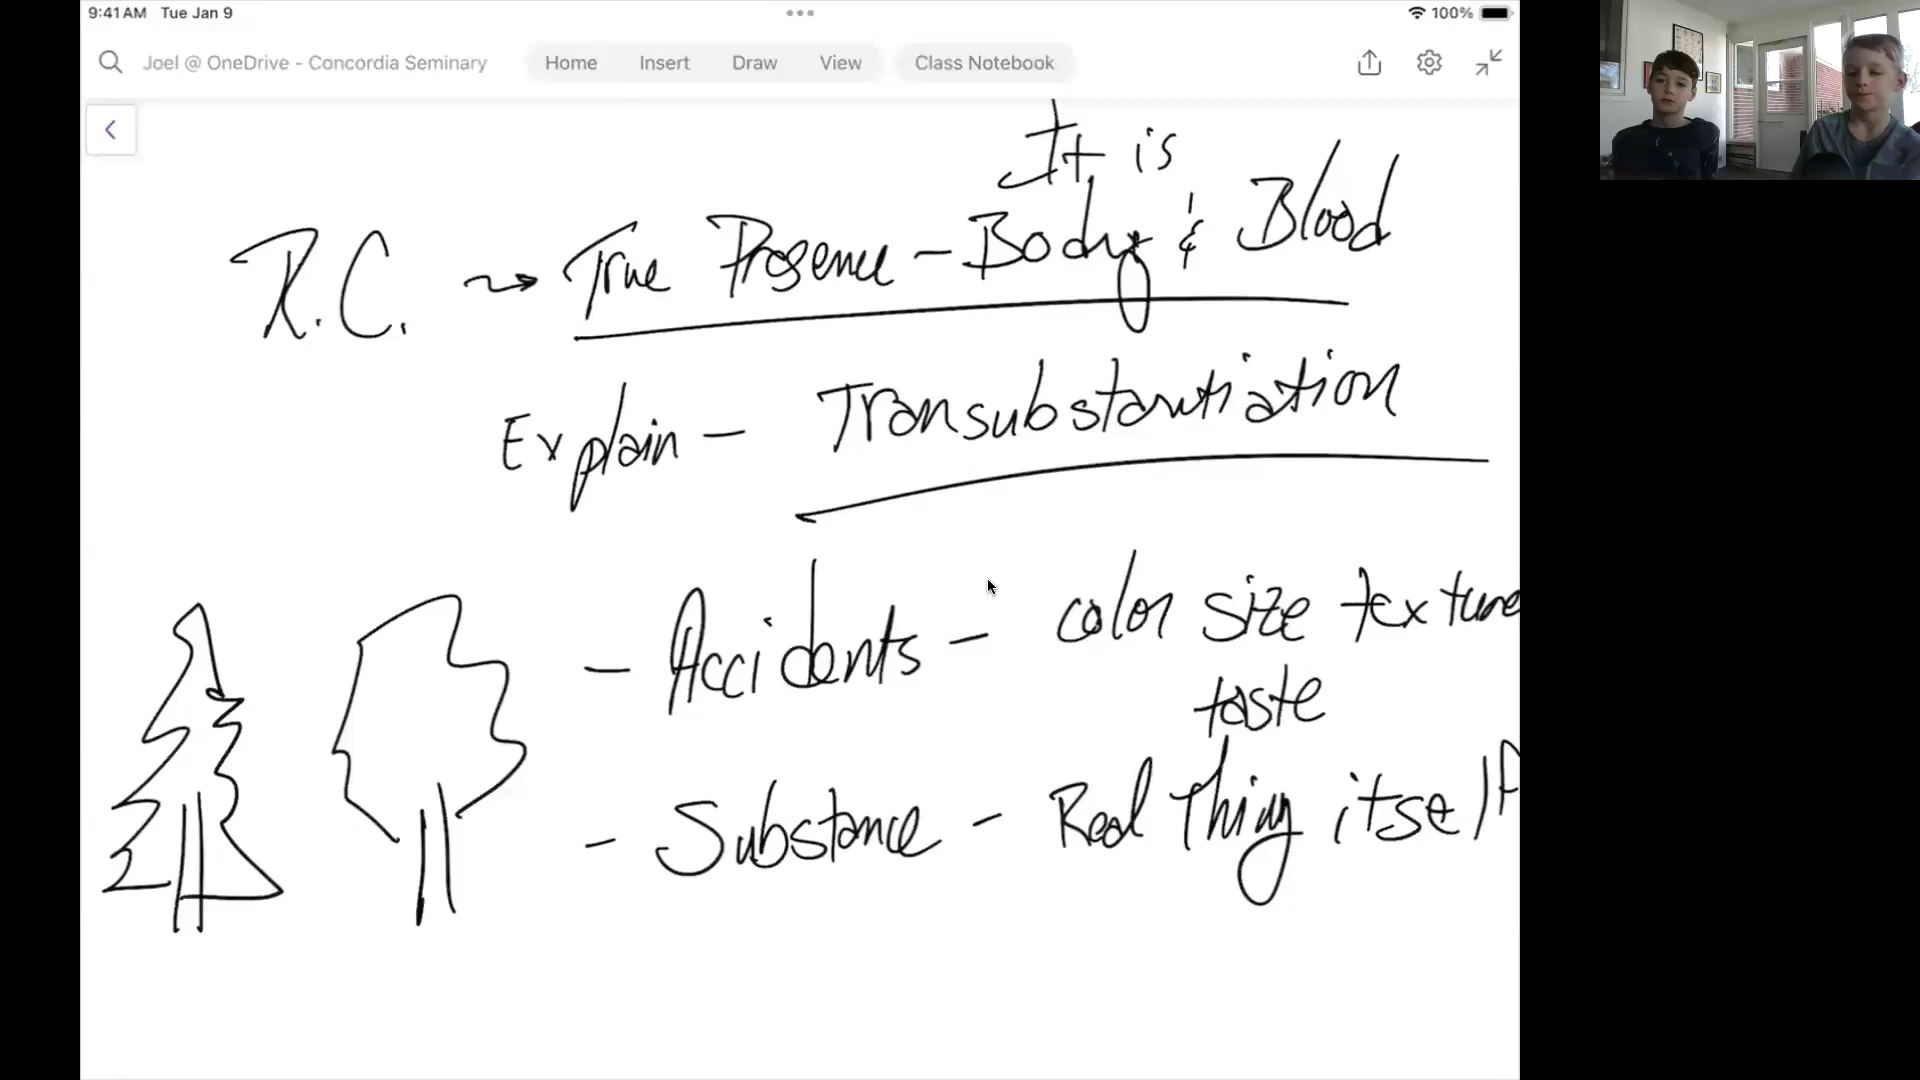 9:41 AM Tue Jan 9
100%
Joel @ OneDrive - Concordia Seminary Home Insert Draw View Class Notebook
It is
R.C. → True Presence - Body & Blood
Explain - Transubstantiation
- Accidents - color size texture
taste
- Substance - Real Thing itself